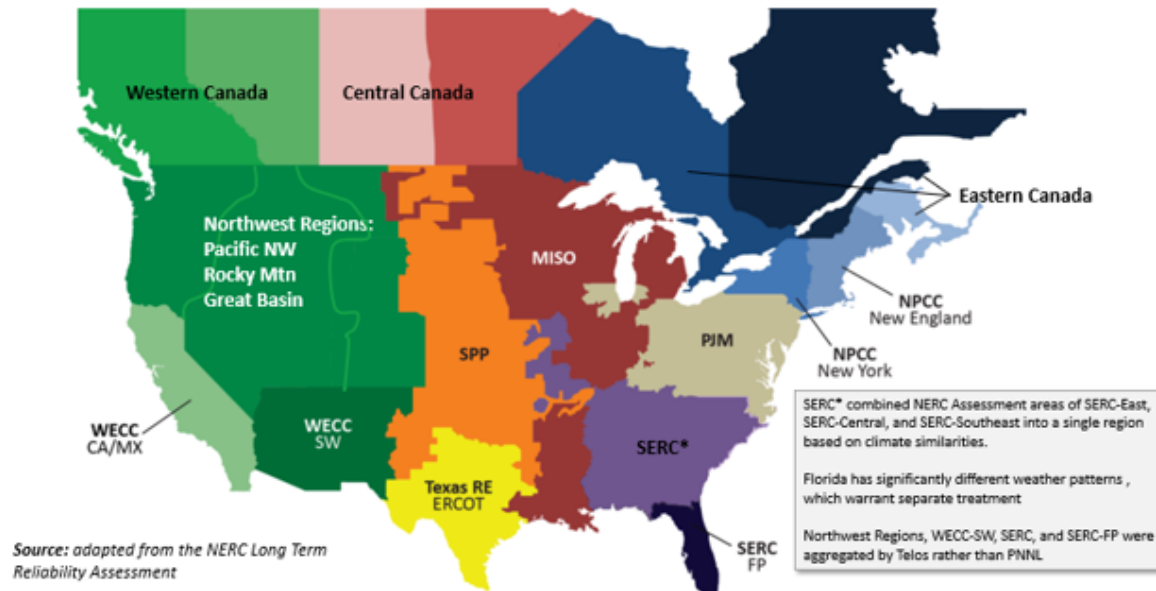 Western Canada
Central Canada
Eastern Canada
Northwest Regions:
Pacific NW
Rocky Mtn
Great Basin
MISO
NPCC
New England
SPP
PJM
NPCC
New York
WECC
CA/MX
WECC
SW
SERC*
Texas RE
ERCOT
SERC
FP
SERC* combined NERC Assessment areas of SERC-East,
SERC-Central, and SERC-Southeast into a single region
based on climate similarities.
Florida has significantly different weather patterns ,
which warrant separate treatment
Northwest Regions, WECC-SW, SERC, and SERC-FP were
aggregated by Telos rather than PNNL
Source: adapted from the NERC Long Term
Reliability Assessment